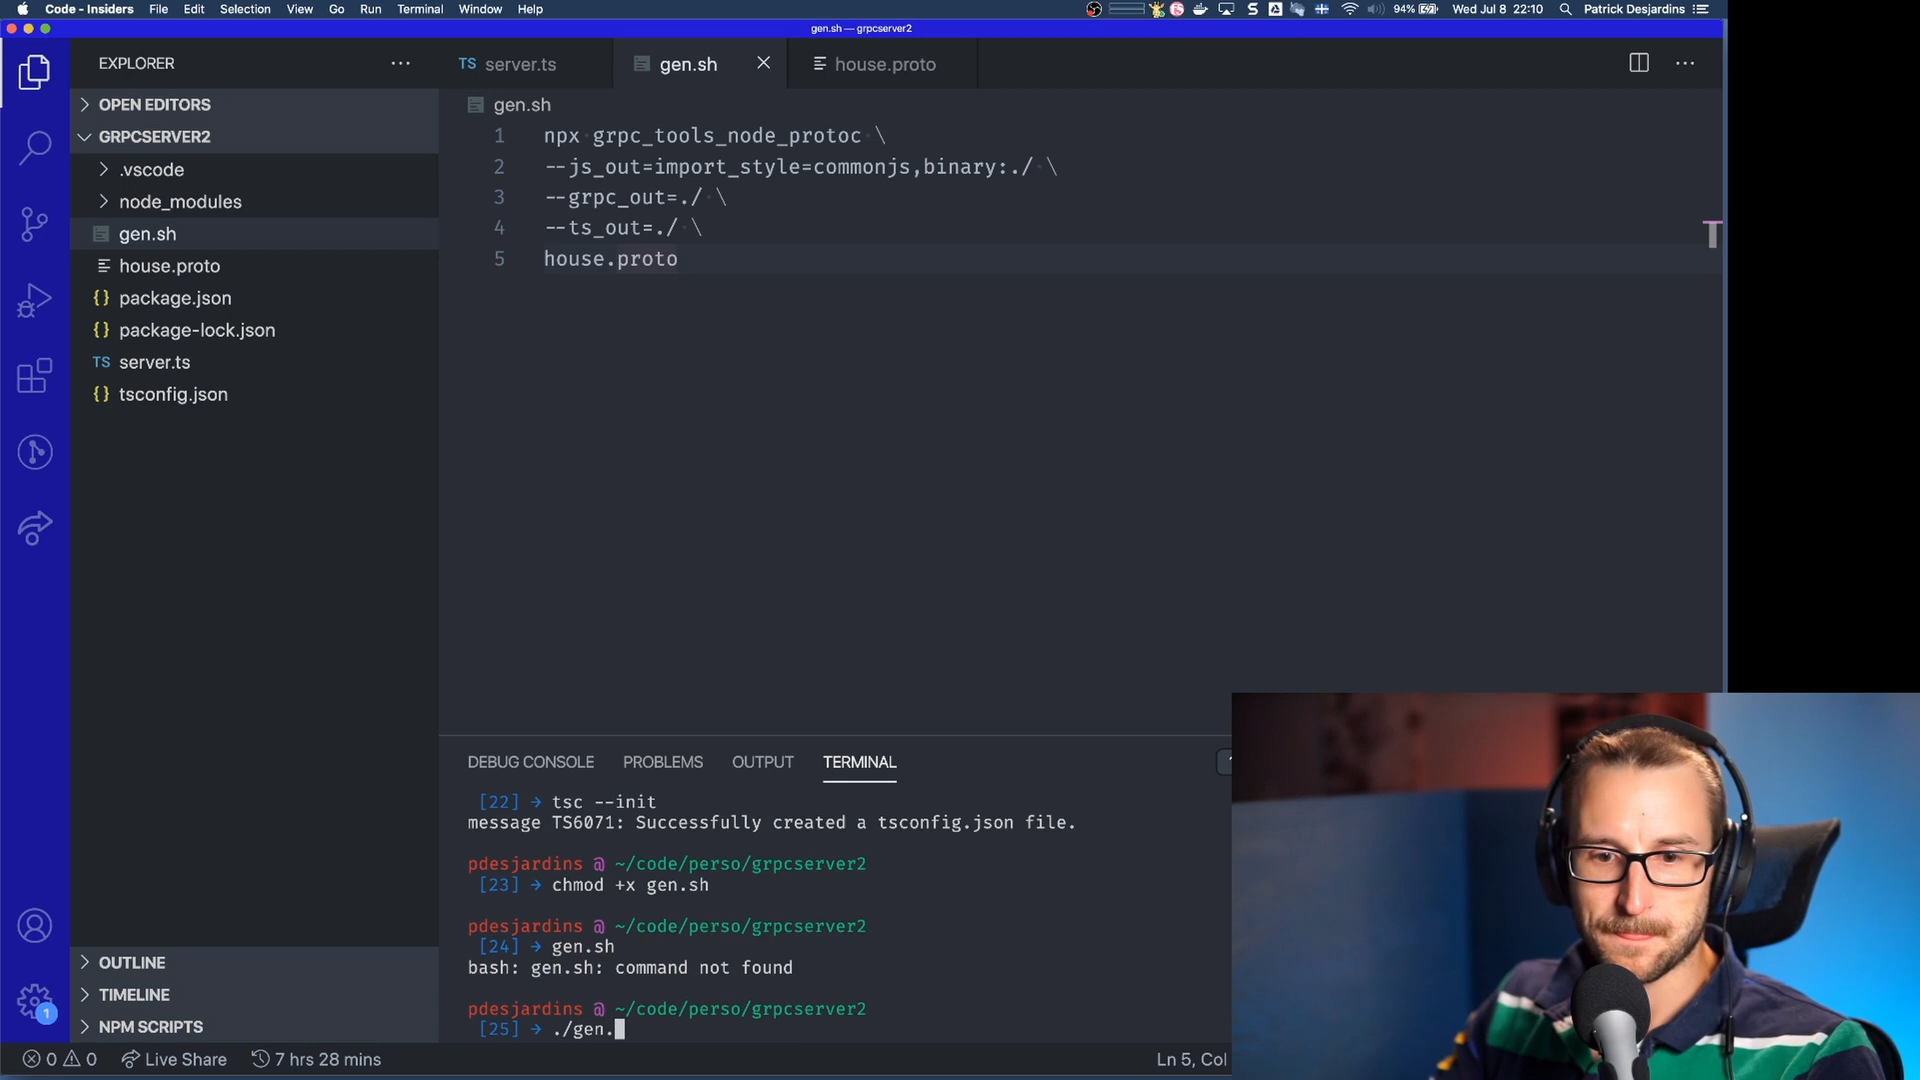 Code - Insiders File Edit Selection View Go Run Terminal Window Help
94% Wed Jul 8 22:10 Patrick Desjardins
gen.sh — grpcserver2
EXPLORER
TS server.ts
gen.sh
house.proto
OPEN EDITORS
GRPCSERVER2
.vscode
node_modules
gen.sh
house.proto
{} package.json
{} package-lock.json
TS server.ts
{} tsconfig.json
OUTLINE
TIMELINE
NPM SCRIPTS
1
gen.sh
1 npx grpc_tools_node_protoc \
2 --js_out=import_style=commonjs,binary:./ \
3 --grpc_out=./ \
4 --ts_out=./ \
5 house.proto
T
DEBUG CONSOLE PROBLEMS OUTPUT TERMINAL
[22] → tsc --init
message TS6071: Successfully created a tsconfig.json file.
pdesjardins @ ~/code/perso/grpcserver2
[23] → chmod +x gen.sh
pdesjardins @ ~/code/perso/grpcserver2
[24] → gen.sh
bash: gen.sh: command not found
pdesjardins @ ~/code/perso/grpcserver2
[25] → ./gen.
0 0 Live Share 7 hrs 28 mins
Ln 5, Col